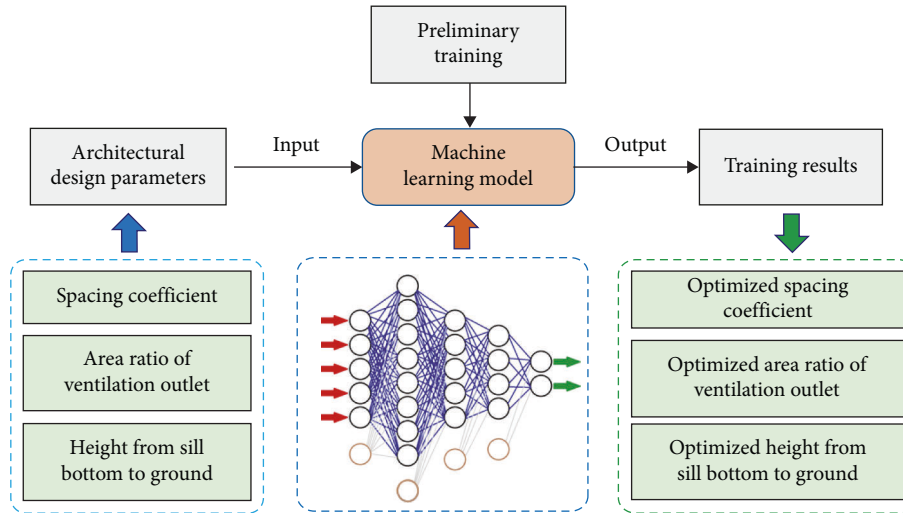 Preliminary
training
Architectural
design parameters
Input
Machine
learning model
Output
Training results
Spacing coefficient
Area ratio of
ventilation outlet
Height from sill
bottom to ground
Optimized spacing
coefficient
Optimized area ratio of
ventilation outlet
Optimized height from
sill bottom to ground